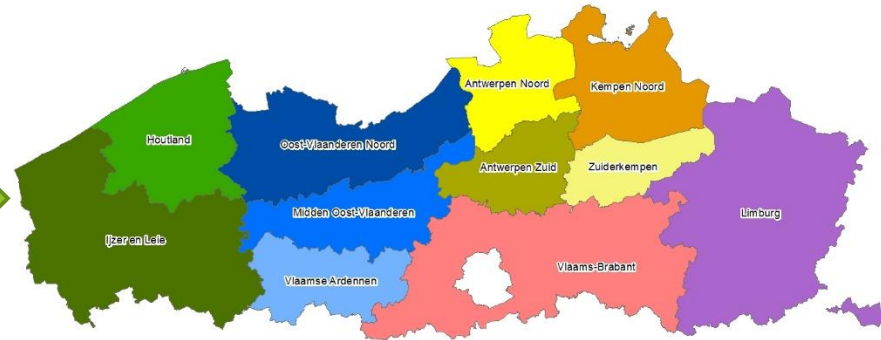 Antwerpen Noord
Kempen Noord
Houtland
Oost-Vlaanderen Noord
Antwerpen Zuid
Zuiderkempen
Midden Oost-Vlaanderen
Limburg
Ijzer en Leie
Vlaams-Brabant
Vlaamse Ardennen